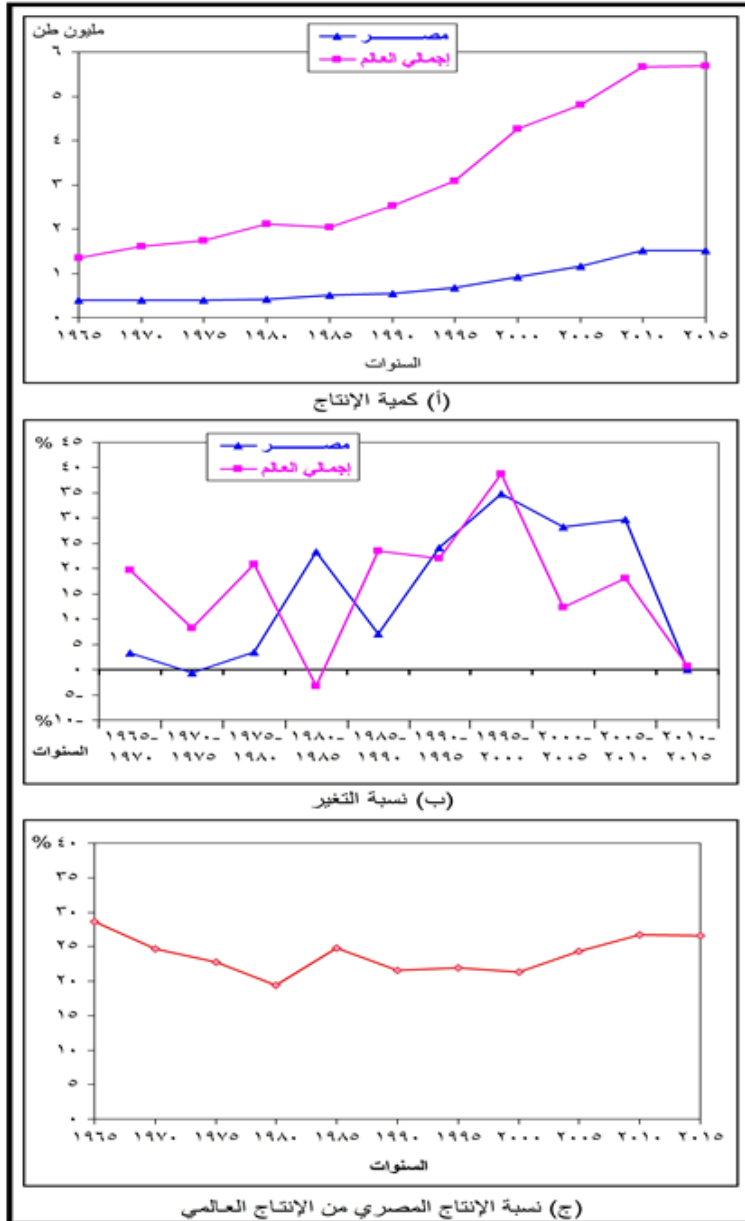 مليون طن
مصــــــر
إجمالي العالم
٦
٥
٤
٣
٢
١
٠
١٩٦٥ ١٩٧٠ ١٩٧٥ ١٩٨٠ ١٩٨٥ ١٩٩٠ ١٩٩٥ ٢٠٠٠ ٢٠٠٥ ٢٠١٠ ٢٠١٥
السنوات
(أ) كمية الإنتاج
% ٤٥
مصــــــر
إجمالي العالم
٤٠
٣٥
٣٠
٢٥
٢٠
١٥
١٠
٥
٠
٥-
%١٠-
١٩٦٥- ١٩٧٠- ١٩٧٥- ١٩٨٠- ١٩٨٥- ١٩٩٠- ١٩٩٥- ٢٠٠٠- ٢٠٠٥- ٢٠١٠-
١٩٧٠ ١٩٧٥ ١٩٨٠ ١٩٨٥ ١٩٩٠ ١٩٩٥ ٢٠٠٠ ٢٠٠٥ ٢٠١٠ ٢٠١٥
السنوات
(ب) نسبة التغير
% ٤٠
٣٥
٣٠
٢٥
٢٠
١٥
١٠
٥
٠
١٩٦٥ ١٩٧٠ ١٩٧٥ ١٩٨٠ ١٩٨٥ ١٩٩٠ ١٩٩٥ ٢٠٠٠ ٢٠٠٥ ٢٠١٠ ٢٠١٥
السنوات
(ج) نسبة الإنتاج المصري من الإنتاج العالمي